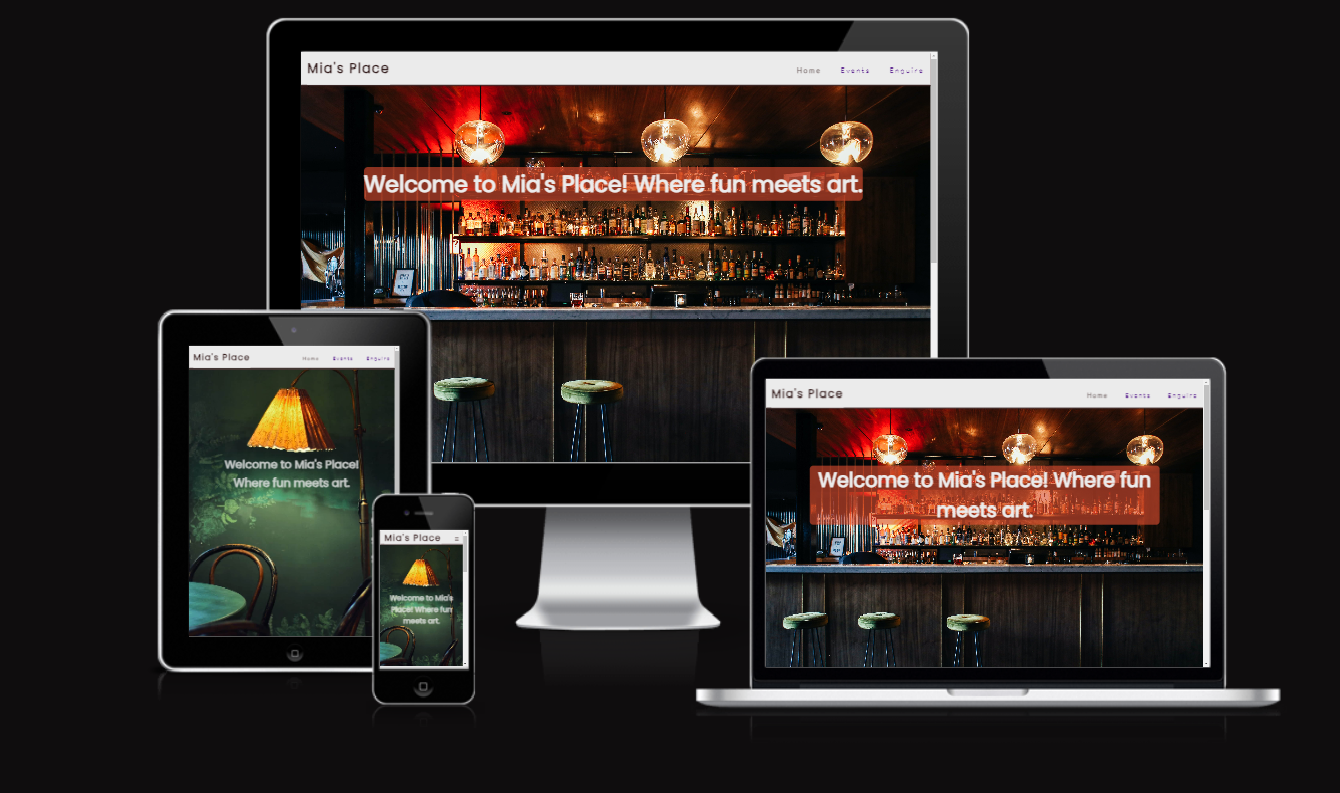 Mia's Place
Home Events Enquire
Welcome to Mia's Place! Where fun meets art.
Mia's Place
Home Events Enquire
Welcome to Mia's Place!
Where fun meets art.
Mia's Place
Welcome to Mia's
Place! Where fun
meets art.
Mia's Place
Home Events Enquire
Welcome to Mia's Place! Where fun
meets art.